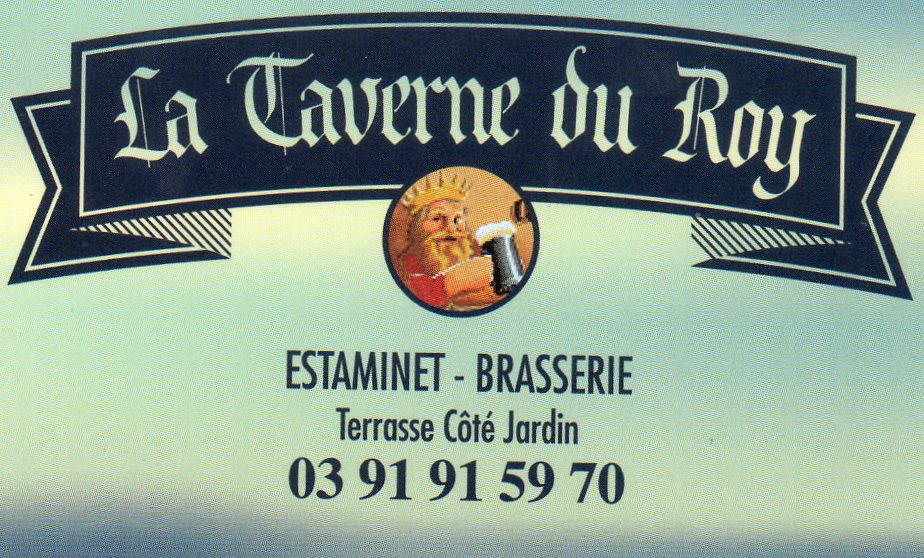 La Taverne du Roy
ESTAMINET - BRASSERIE
Terrasse Côté Jardin
03 91 91 59 70